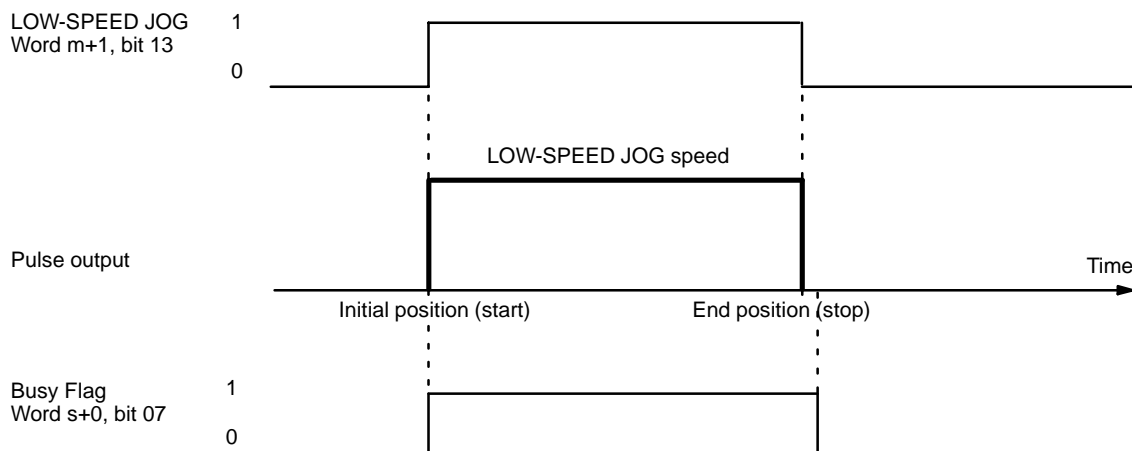 LOW-SPEED JOG 1
Word m+1, bit 13
0
LOW-SPEED JOG speed
Pulse output
Time
Initial position (start) End position (stop)
Busy Flag 1
Word s+0, bit 07
0